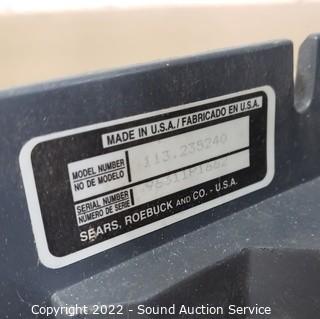 MADE IN U.S.A./FABRICADO EN U.S.A.
MODEL NUMBER
NO DE MODELO
113.235240
SERIAL NUMBER
NÚMERO DE SERIE
SEARS, ROEBUCK AND CO. - U.S.A.
Copyright 2022 - Sound Auction Service